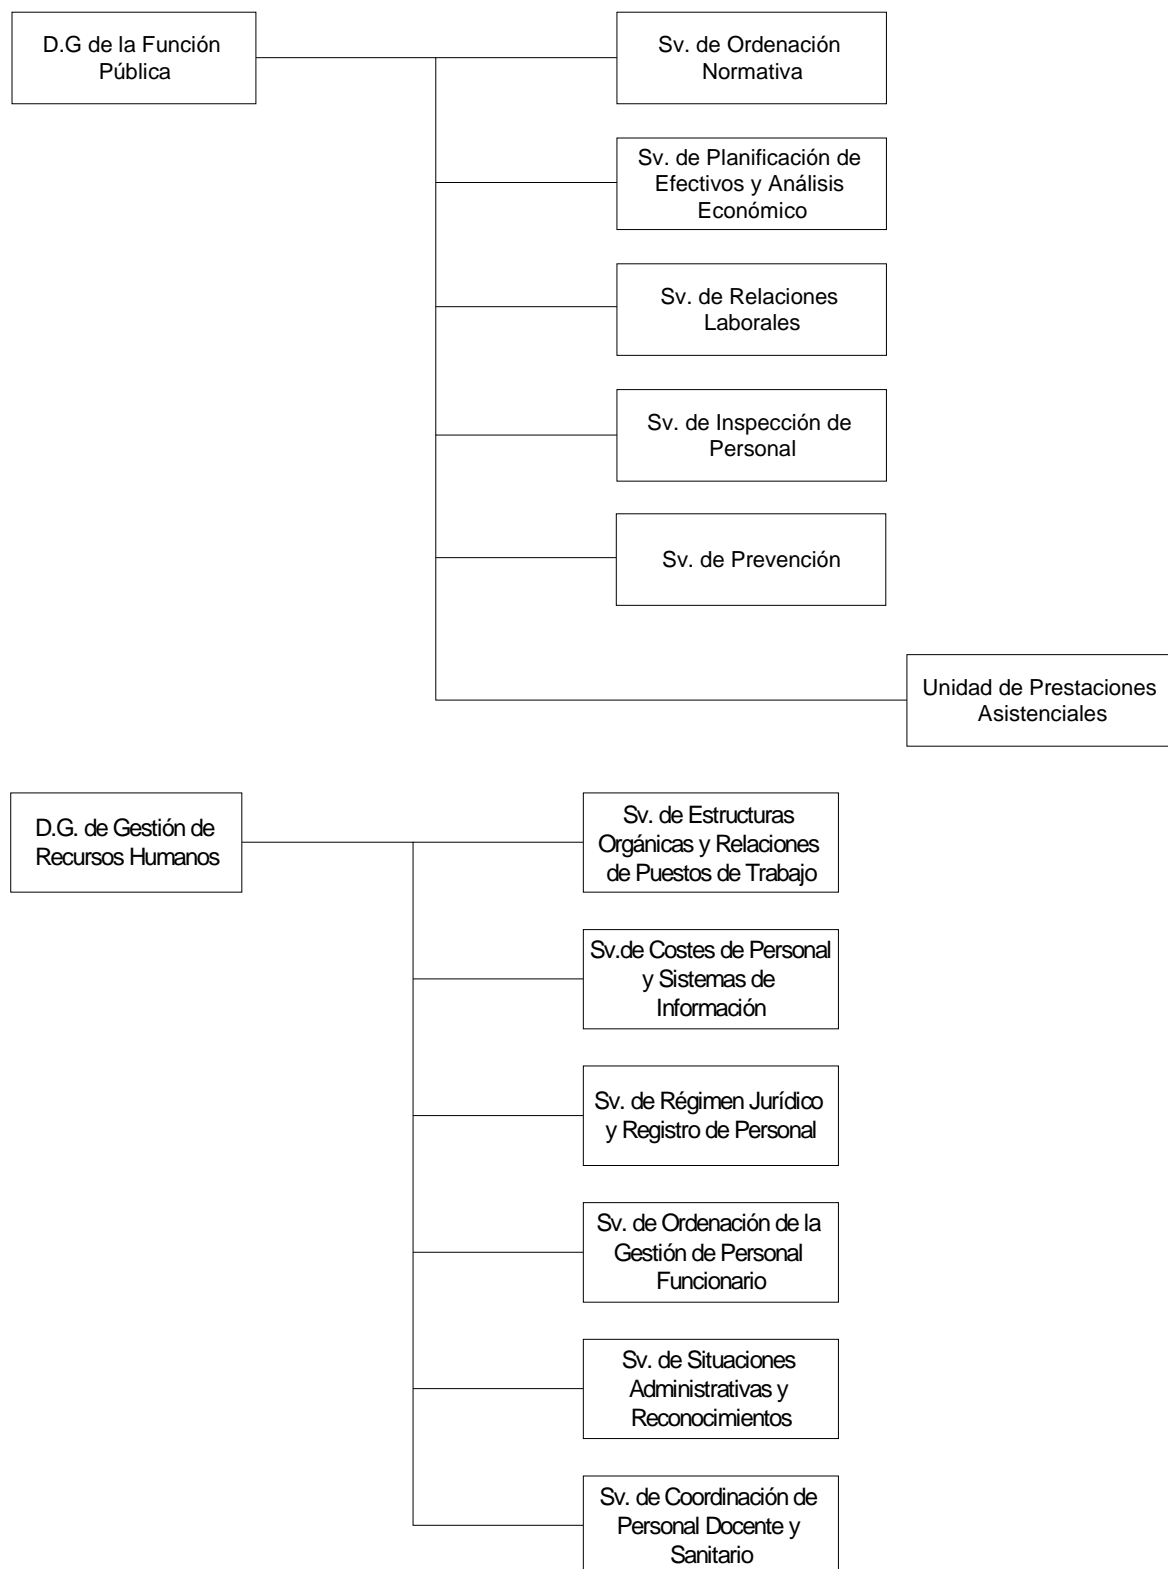 D.G de la Función
Pública
Sv. de Ordenación
Normativa
Sv. de Planificación de
Efectivos y Análisis
Económico
Sv. de Relaciones
Laborales
Sv. de Inspección de
Personal
Sv. de Prevención
Unidad de Prestaciones
Asistenciales
D.G. de Gestión de
Recursos Humanos
Sv. de Estructuras
Orgánicas y Relaciones
de Puestos de Trabajo
Sv.de Costes de Personal
y Sistemas de
Información
Sv. de Régimen Jurídico
y Registro de Personal
Sv. de Ordenación de la
Gestión de Personal
Funcionario
Sv. de Situaciones
Administrativas y
Reconocimientos
Sv. de Coordinación de
Personal Docente y
Sanitario